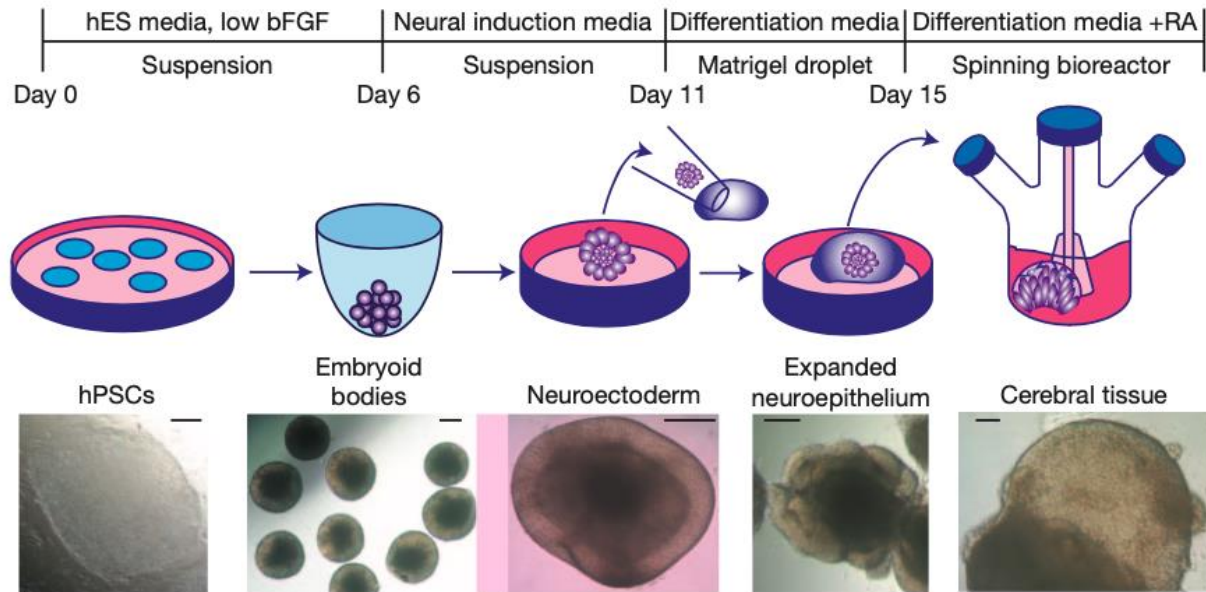 hES media, low bFGF
Neural induction media
Differentiation media
Differentiation media +RA
Suspension
Suspension
Matrigel droplet
Spinning bioreactor
Day 0
Day 6
Day 11
Day 15
hPSCs
Embryoid
bodies
Neuroectoderm
Expanded
neuroepithelium
Cerebral tissue